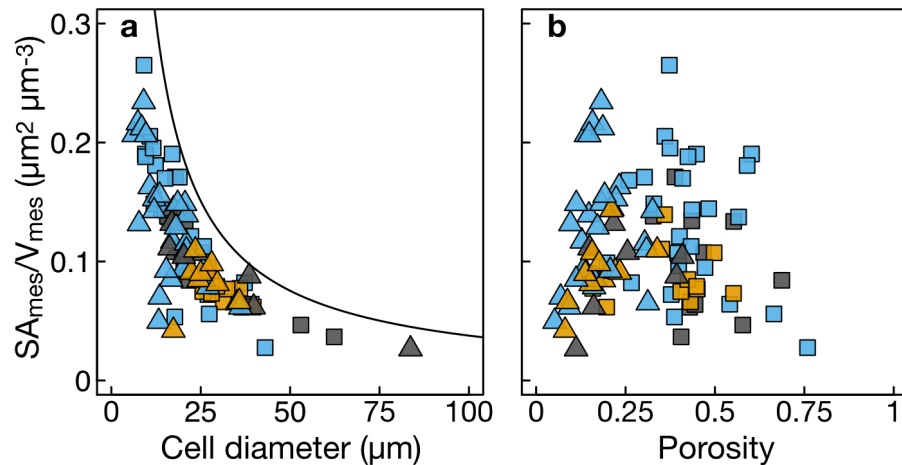 a
b
SAmes/Vmes (µm² µm-3)
0.3
0.2
0.1
0
0 25 50 75 100
0 0.25 0.5 0.75 1
Cell diameter (µm)
Porosity